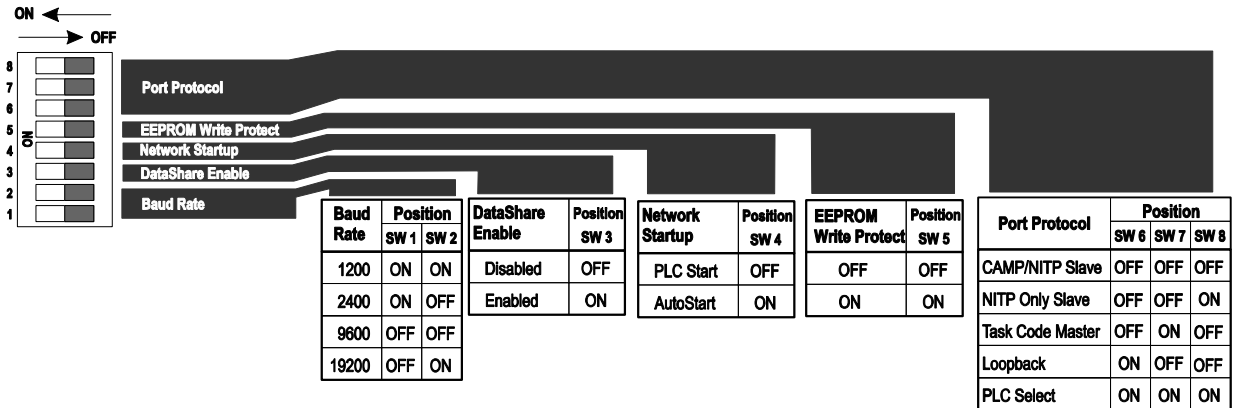 ON
OFF
8
7
6
5
4
3
2
1
ON
Port Protocol
EEPROM Write Protect
Network Startup
DataShare Enable
Baud Rate
Baud Rate Position
SW 1 SW 2
1200 ON ON
2400 ON OFF
9600 OFF OFF
19200 OFF ON
DataShare Enable Position
SW 3
Disabled OFF
Enabled ON
Network Startup Position
SW 4
PLC Start OFF
AutoStart ON
EEPROM Write Protect Position
SW 5
OFF OFF
ON ON
Port Protocol Position
SW 6 SW 7 SW 8
CAMP/NITP Slave OFF OFF OFF
NITP Only Slave OFF OFF ON
Task Code Master OFF ON OFF
Loopback ON OFF OFF
PLC Select ON ON ON